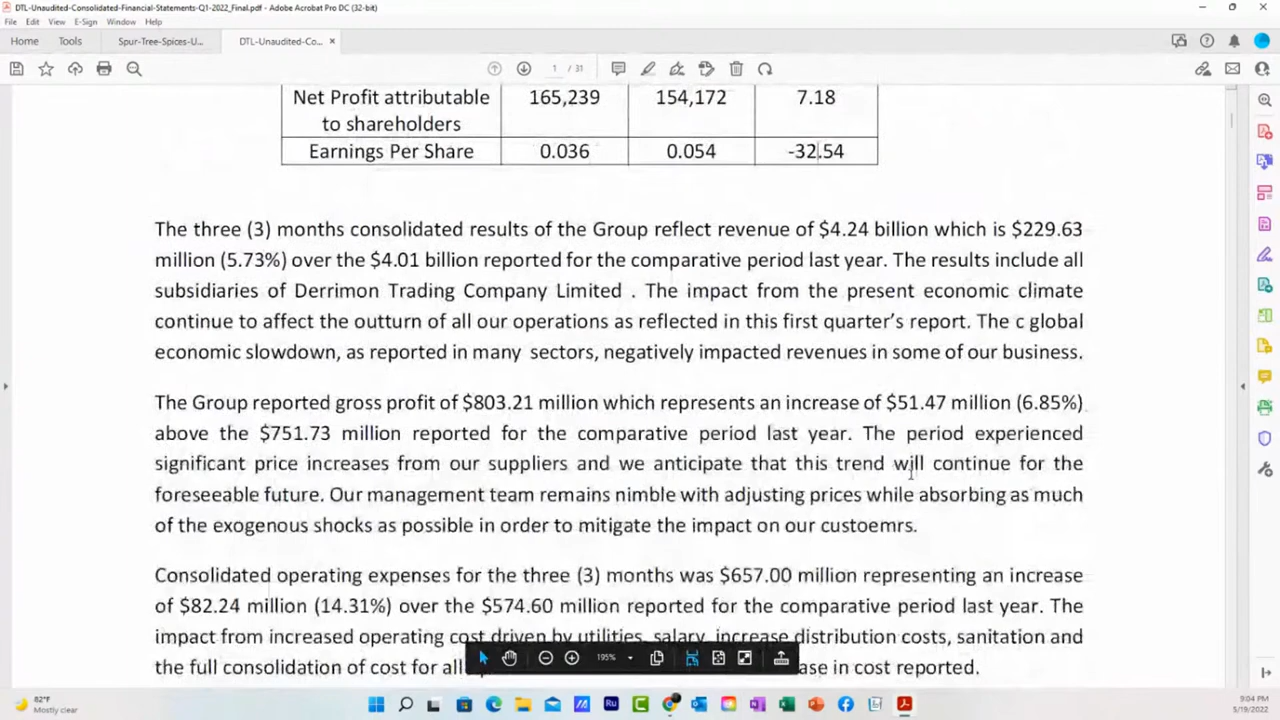 DTL-Unaudited-Consolidated-Financial-Statements-Q1-2022_Final.pdf - Adobe Acrobat Pro DC (32-bit)
File Edit View E-Sign Window Help
Home Tools Spur-Tree-Spices-U... DTL-Unaudited-Co... ×
1 / 31
Net Profit attributable to shareholders 165,239 154,172 7.18
Earnings Per Share 0.036 0.054 -32.54
The three (3) months consolidated results of the Group reflect revenue of $4.24 billion which is $229.63
million (5.73%) over the $4.01 billion reported for the comparative period last year. The results include all
subsidiaries of Derrimon Trading Company Limited . The impact from the present economic climate
continue to affect the outturn of all our operations as reflected in this first quarter's report. The c global
economic slowdown, as reported in many sectors, negatively impacted revenues in some of our business.
The Group reported gross profit of $803.21 million which represents an increase of $51.47 million (6.85%)
above the $751.73 million reported for the comparative period last year. The period experienced
significant price increases from our suppliers and we anticipate that this trend will continue for the
foreseeable future. Our management team remains nimble with adjusting prices while absorbing as much
of the exogenous shocks as possible in order to mitigate the impact on our custoemrs.
Consolidated operating expenses for the three (3) months was $657.00 million representing an increase
of $82.24 million (14.31%) over the $574.60 million reported for the comparative period last year. The
impact from increased operating cost driven by utilities, salary, increase distribution costs, sanitation and
the full consolidation of cost for all ase in cost reported.
195%
82°F
Mostly clear
9:04 PM
5/19/2022